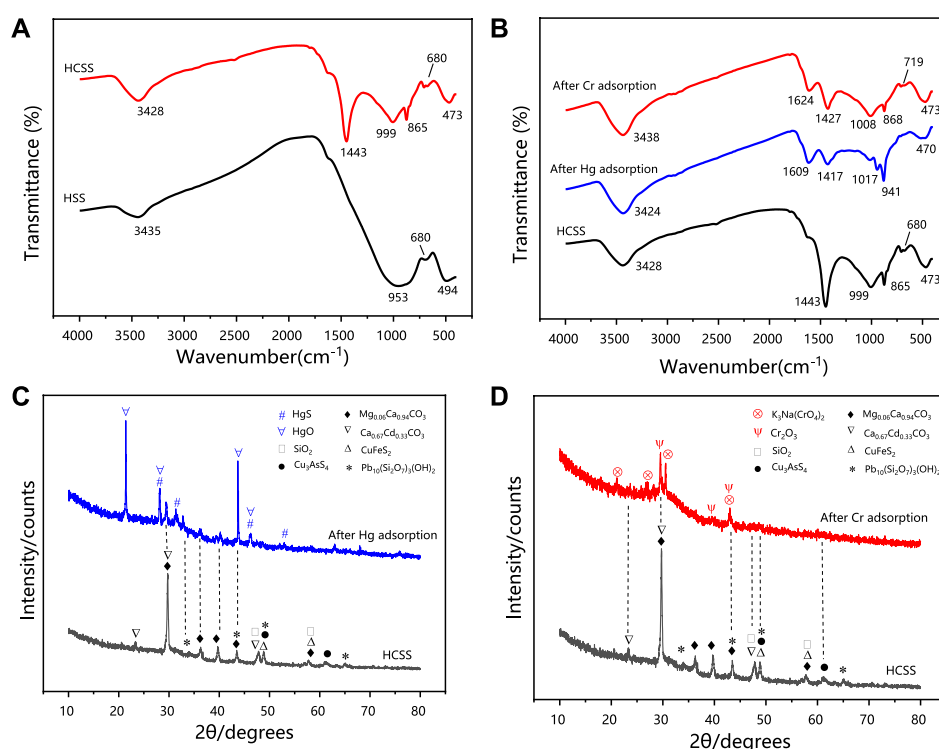 A
HCSS
3428
1443
999
865
680
473
HSS
3435
953
680
494
Transmittance (%)
4000 3500 3000 2500 2000 1500 1000 500
Wavenumber(cm⁻¹)
B
After Cr adsorption
3438
1624
1427
1008
868
719
473
After Hg adsorption
3424
1609
1417
1017
941
470
HCSS
3428
1443
999
865
680
473
Transmittance (%)
4000 3500 3000 2500 2000 1500 1000 500
Wavenumber(cm⁻¹)
C
# HgS
HgO
SiO₂
Cu₃AsS₄
Mg₀.₀₆Ca₀.₉₄CO₃
Ca₀.₆₇Cd₀.₃₃CO₃
CuFeS₂
* Pb₁₀(Si₂O₇)₃(OH)₂
After Hg adsorption
HCSS
Intensity/counts
10 20 30 40 50 60 70 80
2θ/degrees
D
K₃Na(CrO₄)₂
Ψ Cr₂O₃
SiO₂
Cu₃AsS₄
Mg₀.₀₆Ca₀.₉₄CO₃
Ca₀.₆₇Cd₀.₃₃CO₃
CuFeS₂
* Pb₁₀(Si₂O₇)₃(OH)₂
After Cr adsorption
HCSS
Intensity/counts
10 20 30 40 50 60 70 80
2θ/degrees